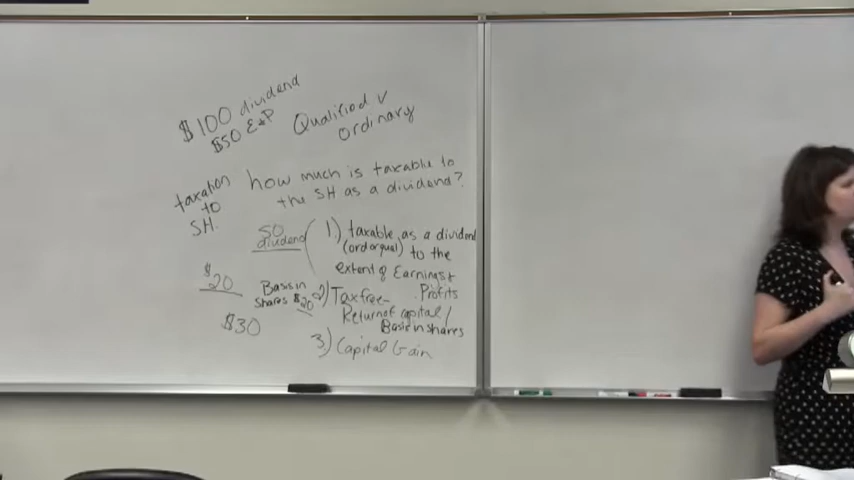 $100 dividend
$50 E&P
Qualified v
ordinary
taxation
to
SH.
how much is taxable to
the SH as a dividend?
50
dividend
1.) taxable as a dividend
(ord or qual) to the
extent of Earnings +
Profits
$20
Basis in
shares $20
2) Tax free -
Return of capital /
Basis in shares
$30
3.) Capital Gain